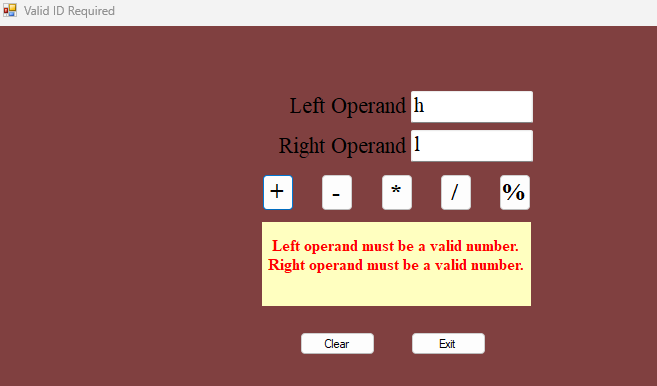 Valid ID Required
Left Operand h
Right Operand l
+ - * / %
Left operand must be a valid number.
Right operand must be a valid number.
Clear Exit